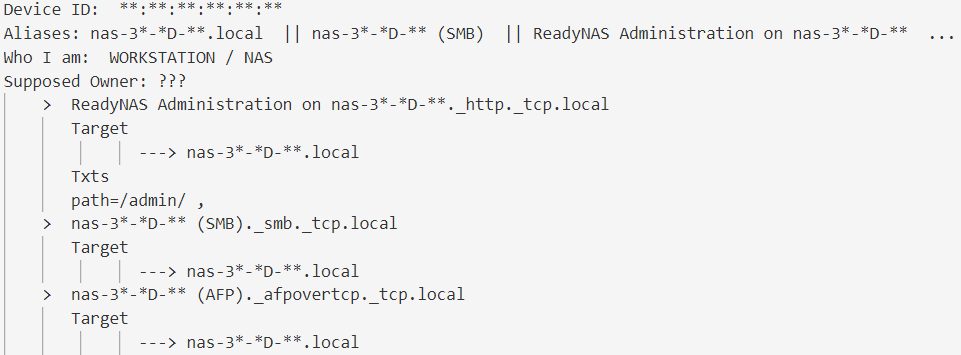 Device ID:  **:**:**:**:**:**
Aliases: nas-3*-*D-**.local  || nas-3*-*D-** (SMB)  || ReadyNAS Administration on nas-3*-*D-**  ...
Who I am:  WORKSTATION / NAS
Supposed Owner: ???
> ReadyNAS Administration on nas-3*-*D-**._http._tcp.local
Target
---> nas-3*-*D-**.local
Txts
path=/admin/ ,
> nas-3*-*D-** (SMB)._smb._tcp.local
Target
---> nas-3*-*D-**.local
> nas-3*-*D-** (AFP)._afpovertcp._tcp.local
Target
---> nas-3*-*D-**.local